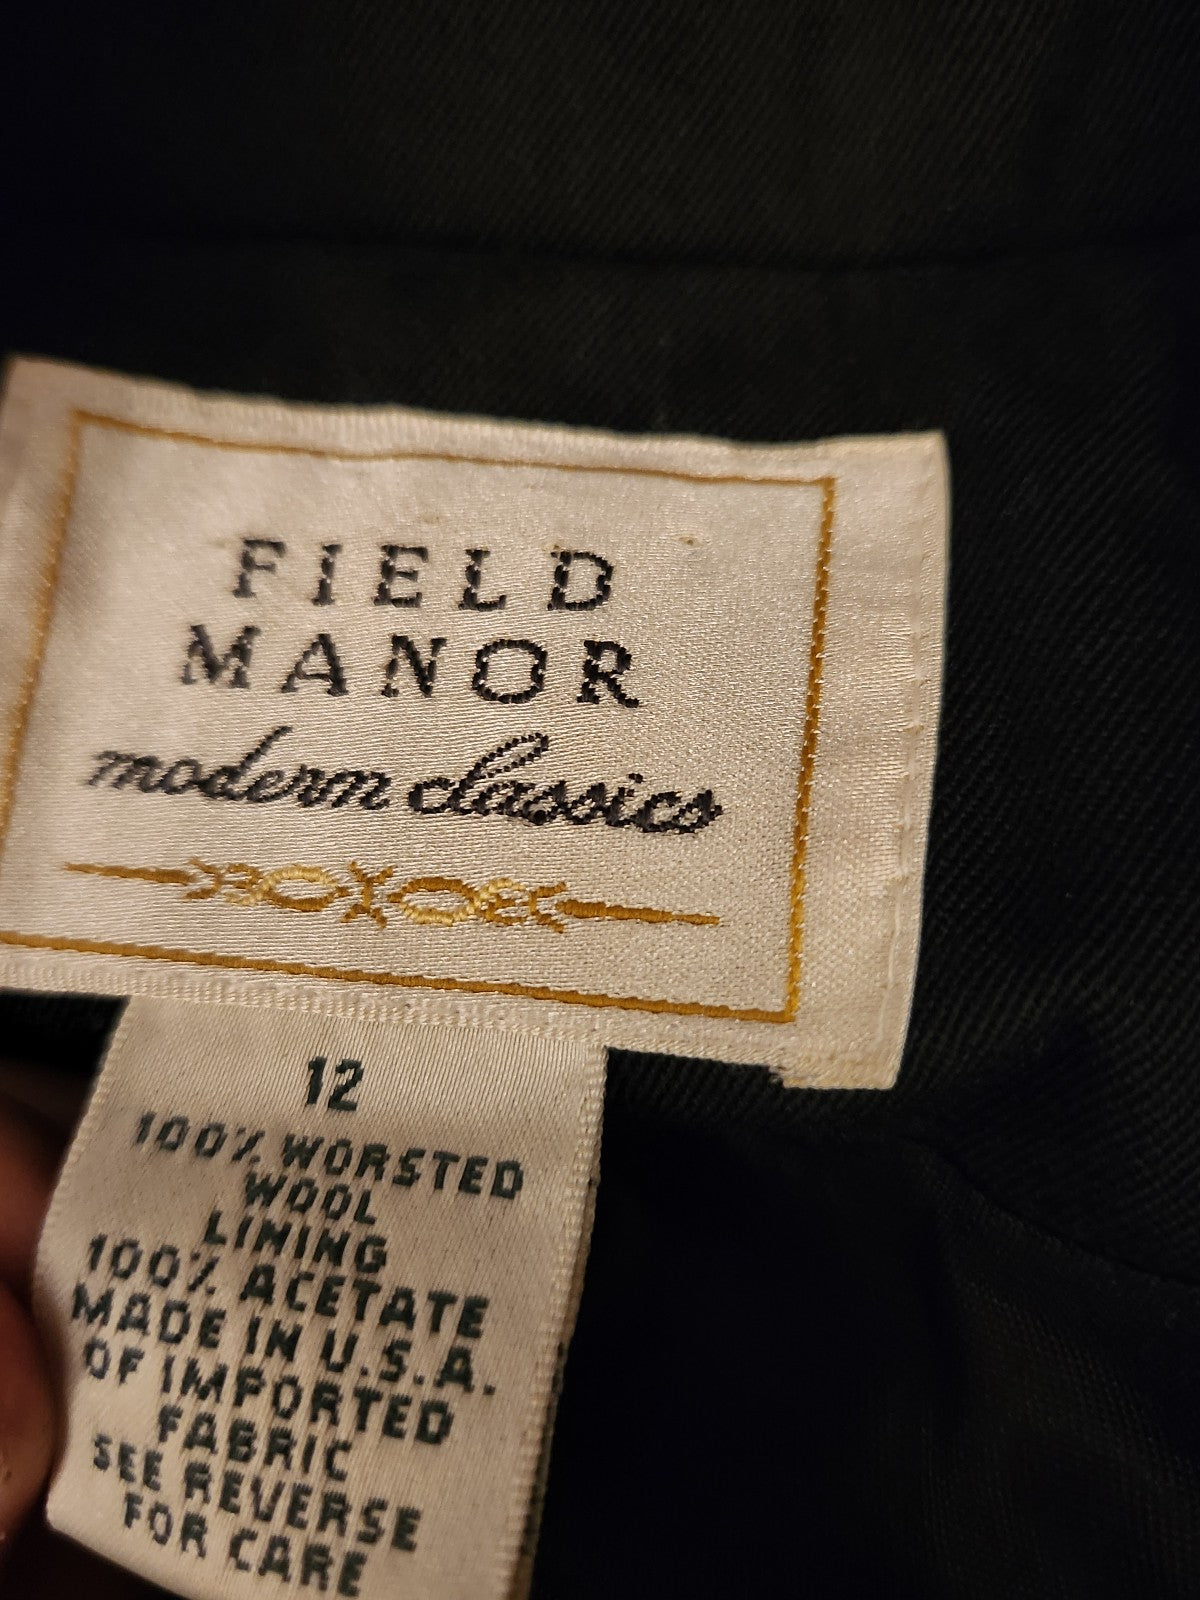 FIELD
MANOR
modern classics
12
100% WORSTED
WOOL
LINING
100% ACETATE
MADE IN U.S.A.
OF IMPORTED
FABRIC
SEE REVERSE
FOR CARE